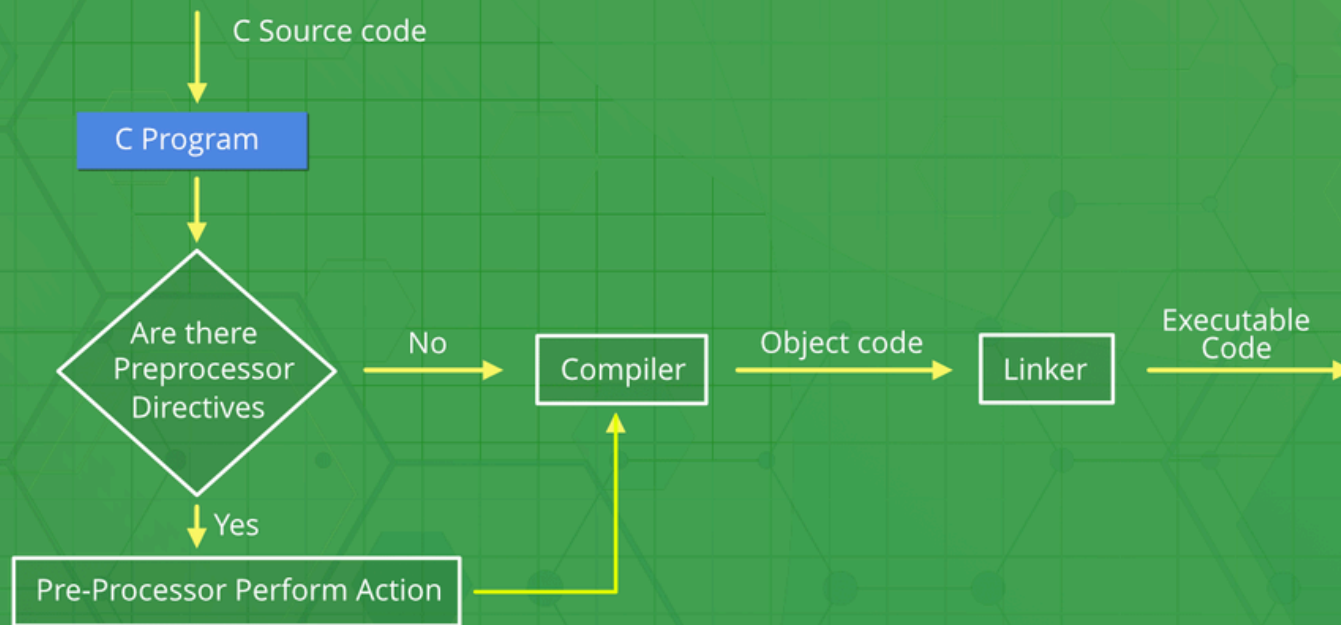 C Source code
C Program
Are there
Preprocessor
Directives
No
Compiler
Object code
Linker
Executable
Code
Yes
Pre-Processor Perform Action